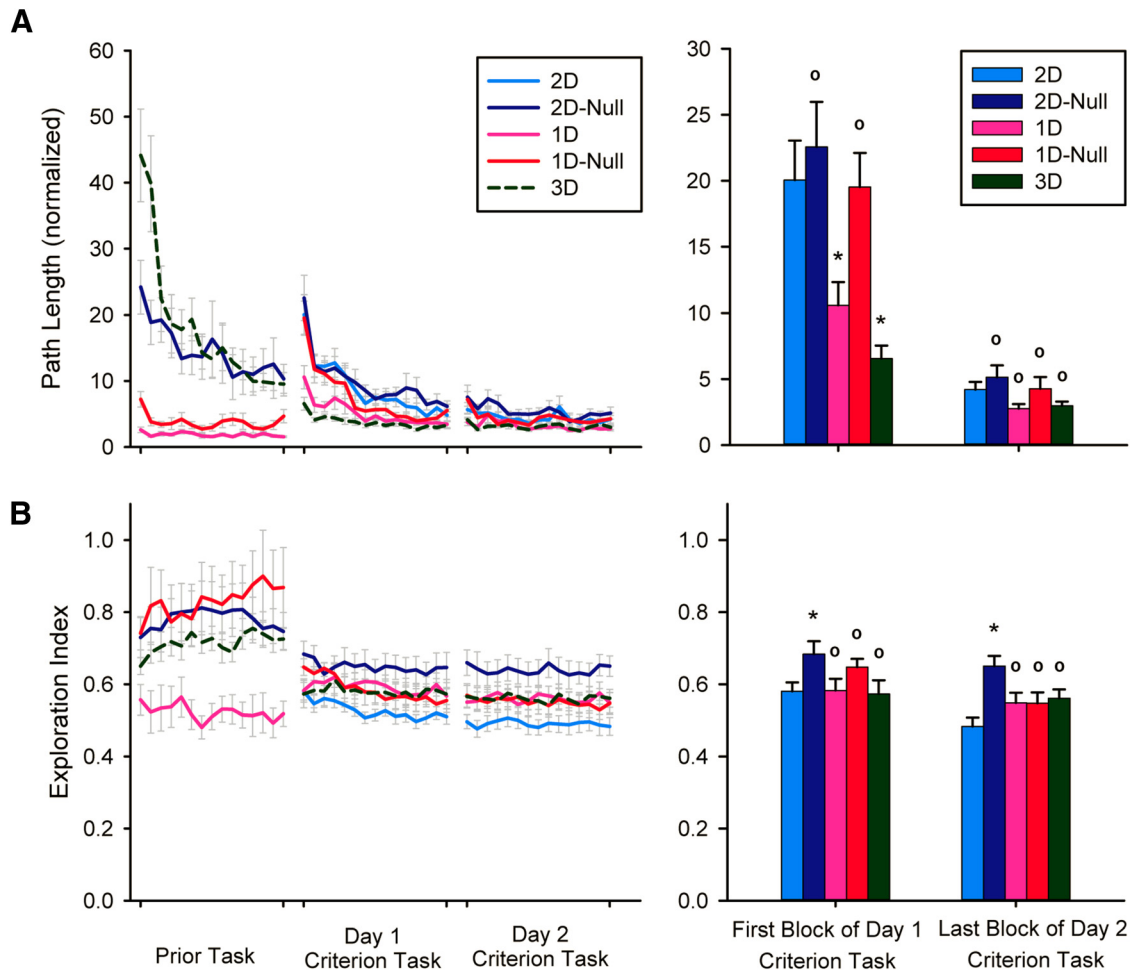 A
Path Length (normalized)
60
50
40
30
20
10
0
2D
2D-Null
1D
1D-Null
3D
30
25
20
15
10
5
0
o
o
*
*
o
o
o
o
2D
2D-Null
1D
1D-Null
3D
B
Exploration Index
1.0
0.8
0.6
0.4
0.2
0.0
Prior Task
Day 1
Criterion Task
Day 2
Criterion Task
1.0
0.8
0.6
0.4
0.2
0.0
*
o
o
o
*
o
o
o
First Block of Day 1
Criterion Task
Last Block of Day 2
Criterion Task